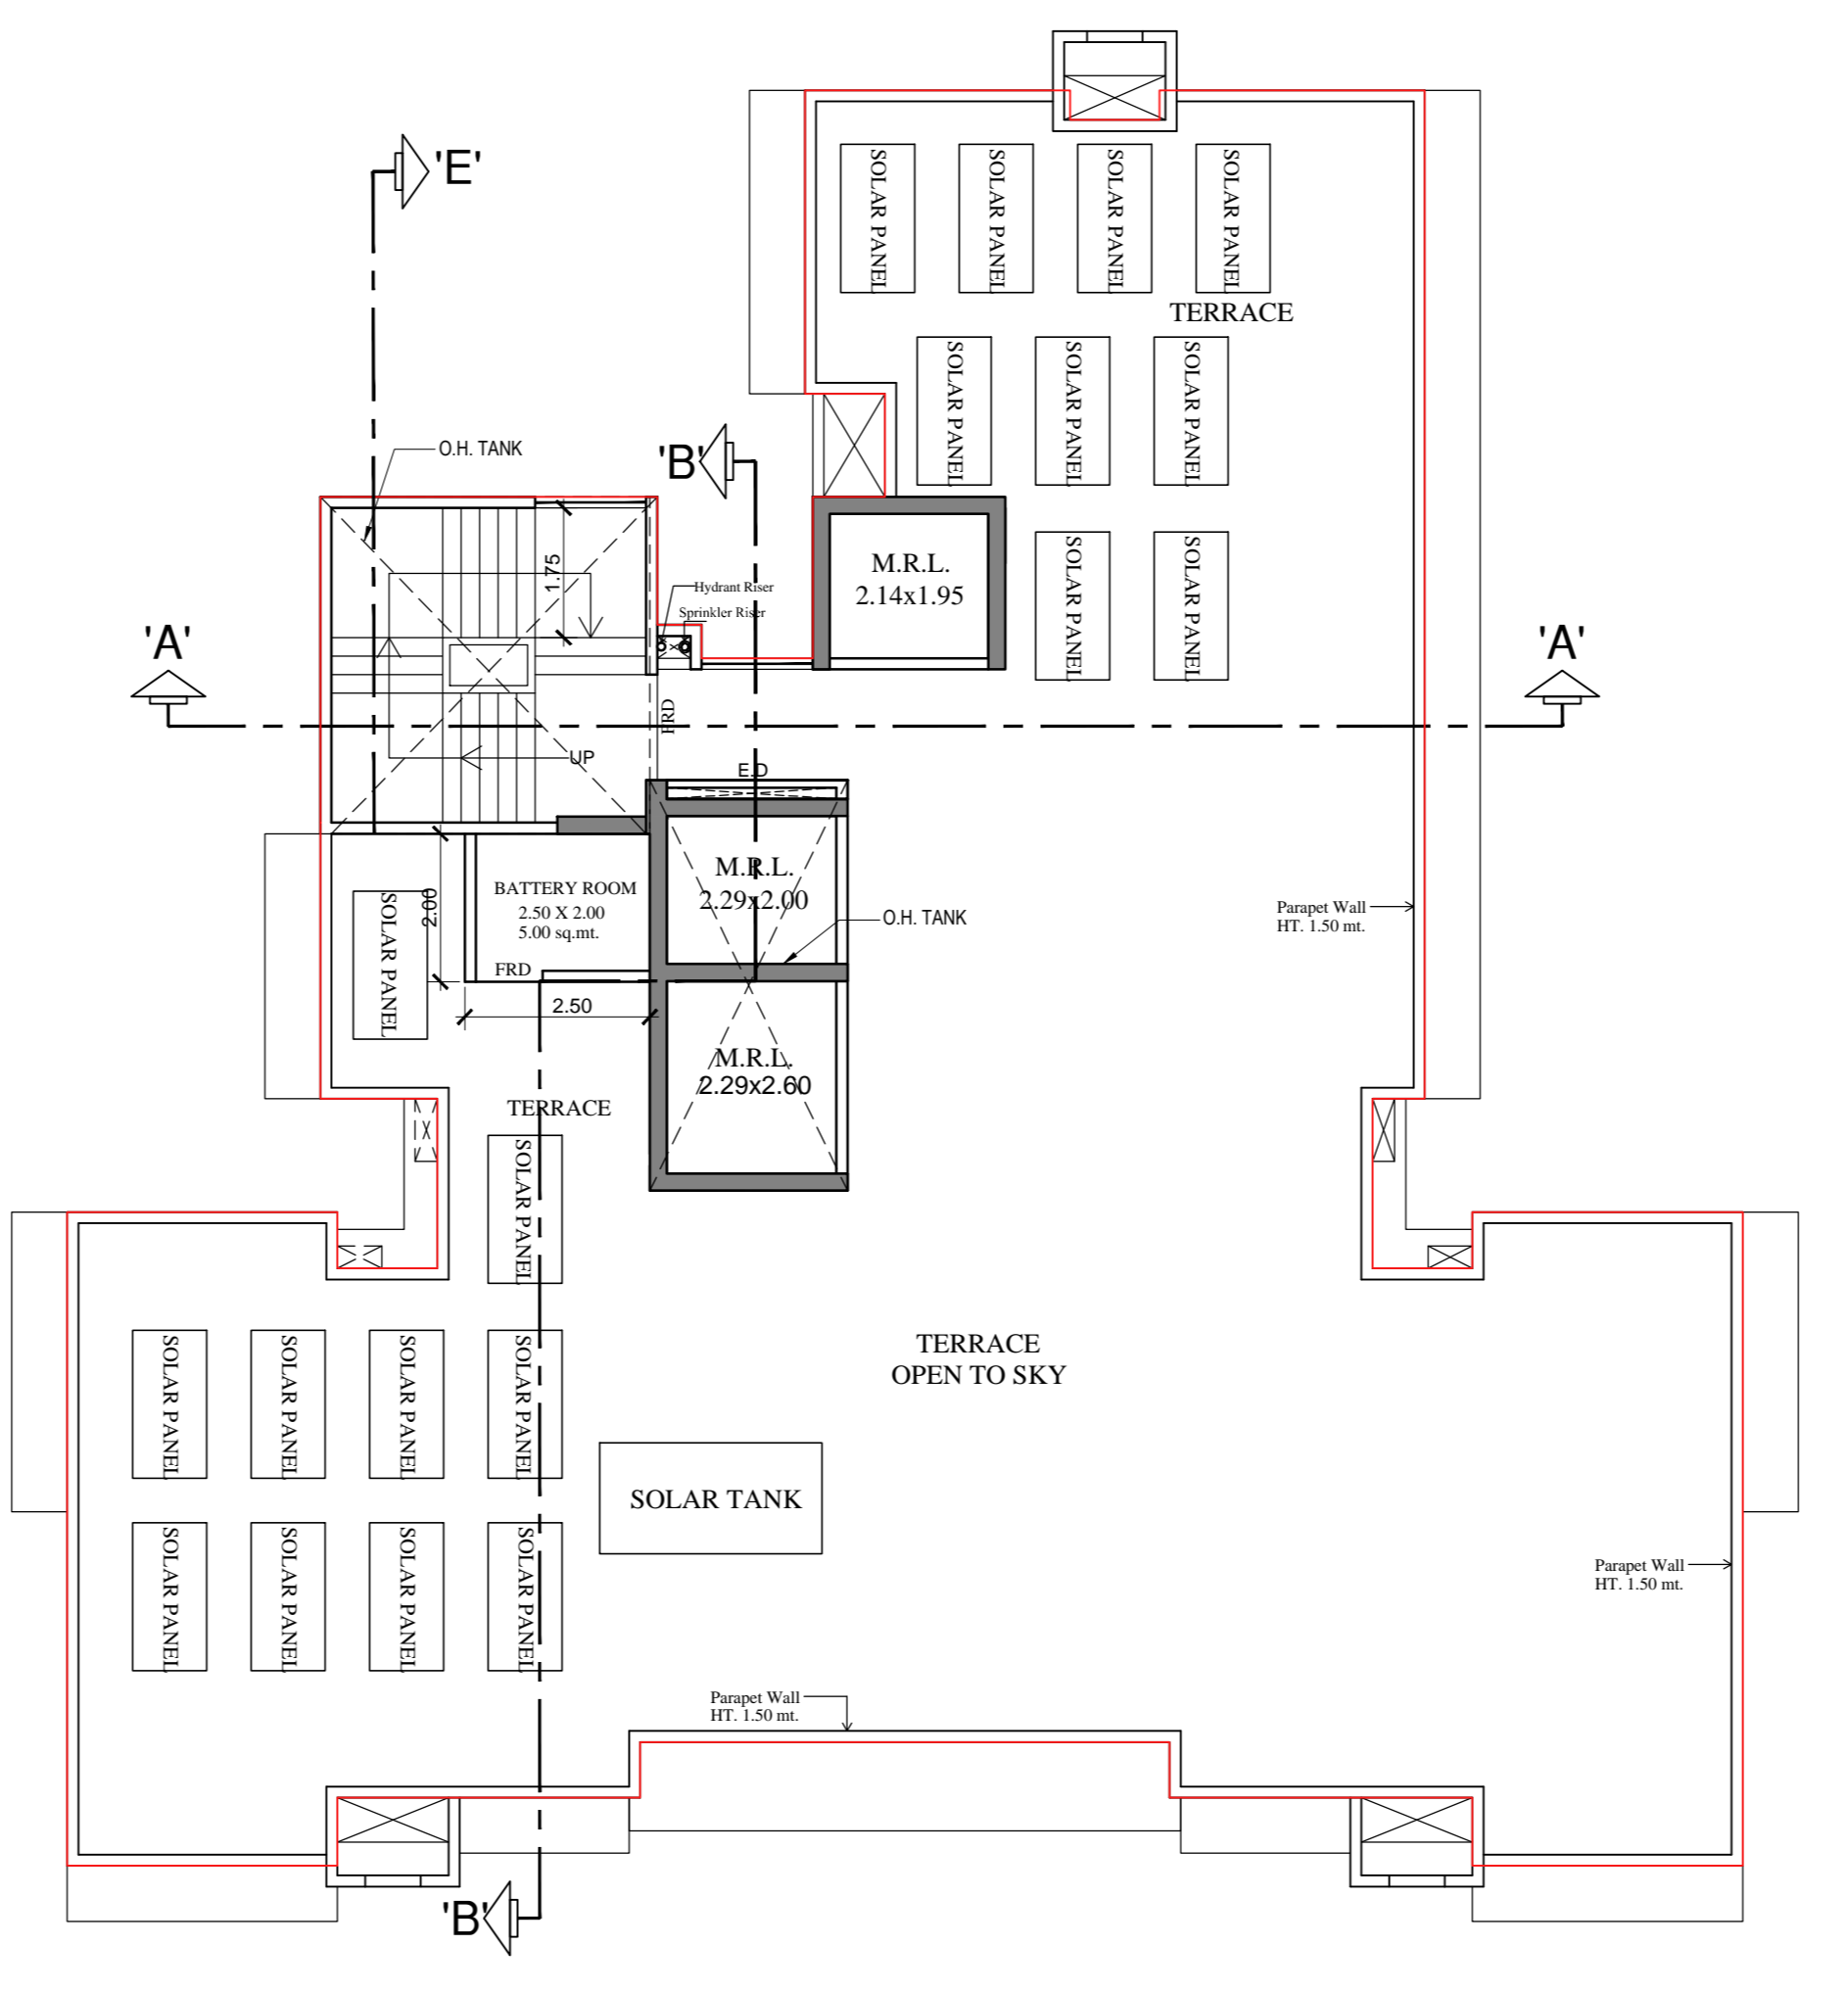 'E'
SOLAR PANEL
SOLAR PANEL
SOLAR PANEL
SOLAR PANEL
TERRACE
SOLAR PANEL
SOLAR PANEL
SOLAR PANEL
O.H. TANK
'B'
1.75
M.R.L.
2.14x1.95
Hydrant Riser
Sprinkler Riser
SOLAR PANEL
SOLAR PANEL
'A'
'A'
FRD
UP
E.D
M.R.L.
2.29x2.00
BATTERY ROOM
2.50 X 2.00
5.00 sq.mt.
2.00
SOLAR PANEL
O.H. TANK
Parapet Wall
HT. 1.50 mt.
FRD
2.50
M.R.L.
2.29x2.60
TERRACE
SOLAR PANEL
TERRACE
OPEN TO SKY
SOLAR PANEL
SOLAR PANEL
SOLAR PANEL
SOLAR PANEL
SOLAR TANK
SOLAR PANEL
SOLAR PANEL
SOLAR PANEL
SOLAR PANEL
Parapet Wall
HT. 1.50 mt.
Parapet Wall
HT. 1.50 mt.
'B'